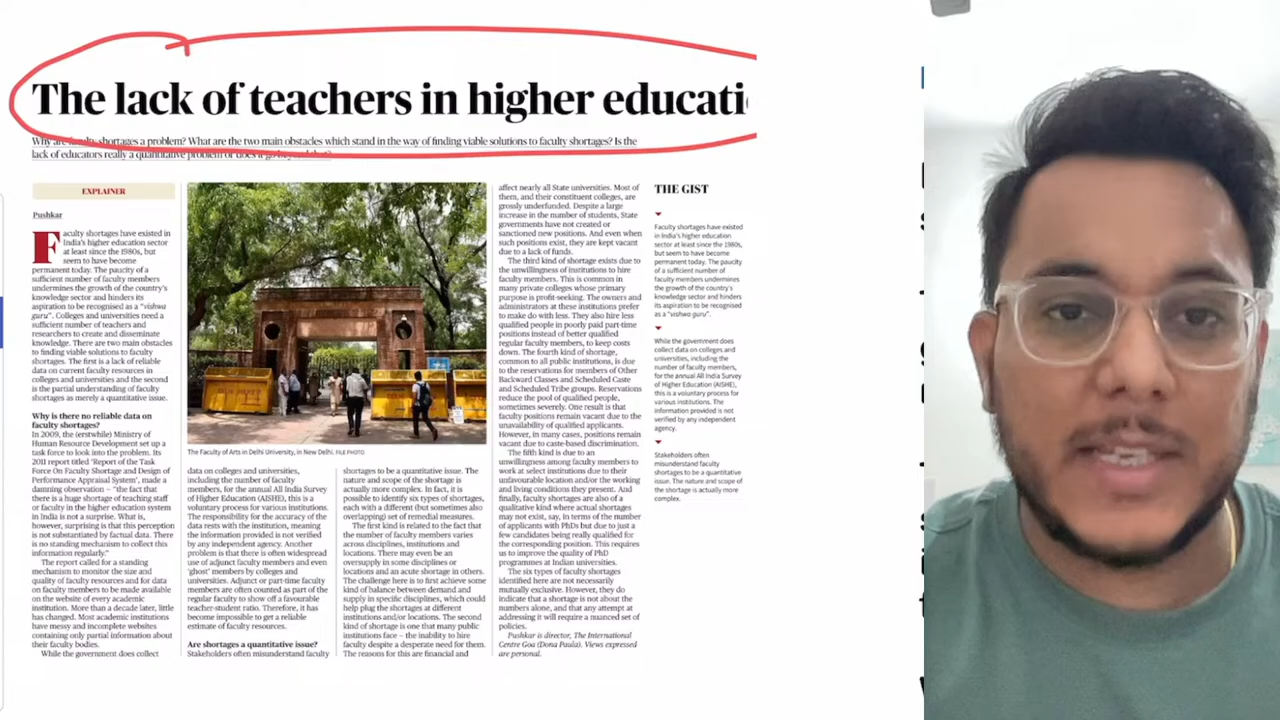 The lack of teachers in higher educati
Why are faculty shortages a problem? What are the two main obstacles which stand in the way of finding viable solutions to faculty shortages? Is the
lack of educators really a quantitative problem or does it go beyond that?
EXPLAINER
Pushkar
Faculty shortages have existed in
India's higher education sector
at least since the 1980s, but
seem to have become
permanent today. The paucity of a
sufficient number of faculty members
undermines the growth of the country's
knowledge sector and hinders its
aspiration to be recognised as a "vishwa
guru". Colleges and universities need a
sufficient number of teachers and
researchers to create and disseminate
knowledge. There are two main obstacles
to finding viable solutions to faculty
shortages. The first is a lack of reliable
data on current faculty resources in
colleges and universities and the second
is the partial understanding of faculty
shortages as merely a quantitative issue.
Why is there no reliable data on
faculty shortages?
In 2009, the (erstwhile) Ministry of
Human Resource Development set up a
task force to look into the problem. Its
2011 report titled 'Report of the Task
Force On Faculty Shortage and Design of
Performance Appraisal System', made a
damning observation – "the fact that
there is a huge shortage of teaching staff
or faculty in the higher education system
in India is not a surprise. What is,
however, surprising is that this perception
is not substantiated by factual data. There
is no standing mechanism to collect this
information regularly."
The report called for a standing
mechanism to monitor the size and
quality of faculty resources and for data
on faculty members to be made available
on the website of every academic
institution. More than a decade later, little
has changed. Most academic institutions
have messy and incomplete websites
containing only partial information about
their faculty bodies.
While the government does collect
The Faculty of Arts in Delhi University, in New Delhi. FILE PHOTO
data on colleges and universities,
including the number of faculty
members, for the annual All India Survey
of Higher Education (AISHE), this is a
voluntary process for various institutions.
The responsibility for the accuracy of the
data rests with the institution, meaning
the information provided is not verified
by any independent agency. Another
problem is that there is often widespread
use of adjunct faculty members and even
'ghost' members by colleges and
universities. Adjunct or part-time faculty
members are often counted as part of the
regular faculty to show off a favourable
teacher-student ratio. Therefore, it has
become impossible to get a reliable
estimate of faculty resources.
Are shortages a quantitative issue?
Stakeholders often misunderstand faculty
shortages to be a quantitative issue. The
nature and scope of the shortage is
actually more complex. In fact, it is
possible to identify six types of shortages,
each with a different (but sometimes also
overlapping) set of remedial measures.
The first kind is related to the fact that
the number of faculty members varies
across disciplines, institutions and
locations. There may even be an
oversupply in some disciplines or
locations and an acute shortage in others.
The challenge here is to first achieve some
kind of balance between demand and
supply in specific disciplines, which could
help plug the shortages at different
institutions and/or locations. The second
kind of shortage is one that many public
institutions face – the inability to hire
faculty despite a desperate need for them.
The reasons for this are financial and
affect nearly all State universities. Most of
them, and their constituent colleges, are
grossly underfunded. Despite a large
increase in the number of students, State
governments have not created or
sanctioned new positions. And even when
such positions exist, they are kept vacant
due to a lack of funds.
The third kind of shortage exists due to
the unwillingness of institutions to hire
faculty members. This is common in
many private colleges whose primary
purpose is profit-seeking. The owners and
administrators at these institutions prefer
to make do with less. They also hire less
qualified people in poorly paid part-time
positions instead of better qualified
regular faculty members, to keep costs
down. The fourth kind of shortage,
common to all public institutions, is due
to the reservations for members of Other
Backward Classes and Scheduled Caste
and Scheduled Tribe groups. Reservations
reduce the pool of qualified people,
sometimes severely. One result is that
faculty positions remain vacant due to the
unavailability of qualified applicants.
However, in many cases, positions remain
vacant due to caste-based discrimination.
The fifth kind is due to an
unwillingness among faculty members to
work at select institutions due to their
unfavourable location and/or the working
and living conditions they present. And
finally, faculty shortages are also of a
qualitative kind where actual shortages
may not exist, say, in terms of the number
of applicants with PhDs but due to just a
few candidates being really qualified for
the corresponding position. This requires
us to improve the quality of PhD
programmes at Indian universities.
The six types of faculty shortages
identified here are not necessarily
mutually exclusive. However, they do
indicate that a shortage is not about the
numbers alone, and that any attempt at
addressing it will require a nuanced set of
policies.
Pushkar is director, The International
Centre Goa (Dona Paula). Views expressed
are personal.
THE GIST
Faculty shortages have existed
in India's higher education
sector at least since the 1980s,
but seem to have become
permanent today. The paucity
of a sufficient number of
faculty members undermines
the growth of the country's
knowledge sector and hinders
its aspiration to be recognised
as a "vishwa guru".
While the government does
collect data on colleges and
universities, including the
number of faculty members,
for the annual All India Survey
of Higher Education (AISHE),
this is a voluntary process for
various institutions. The
information provided is not
verified by any independent
agency.
Stakeholders often
misunderstand faculty
shortages to be a quantitative
issue. The nature and scope of
the shortage is actually more
complex.